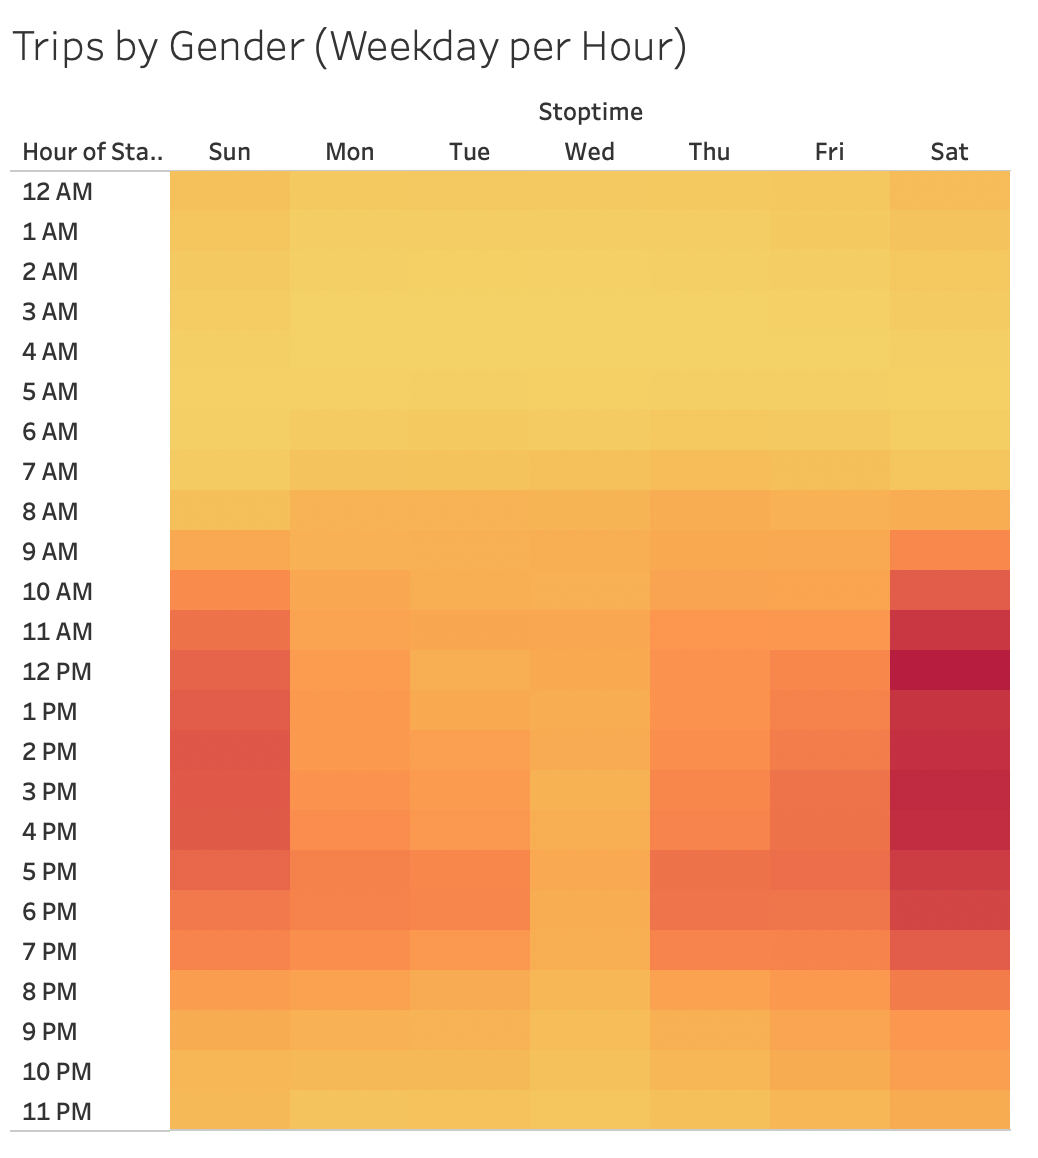 Trips by Gender (Weekday per Hour)
Stoptime
Hour of Sta.. Sun Mon Tue Wed Thu Fri Sat
12 AM
1 AM
2 AM
3 AM
4 AM
5 AM
6 AM
7 AM
8 AM
9 AM
10 AM
11 AM
12 PM
1 PM
2 PM
3 PM
4 PM
5 PM
6 PM
7 PM
8 PM
9 PM
10 PM
11 PM